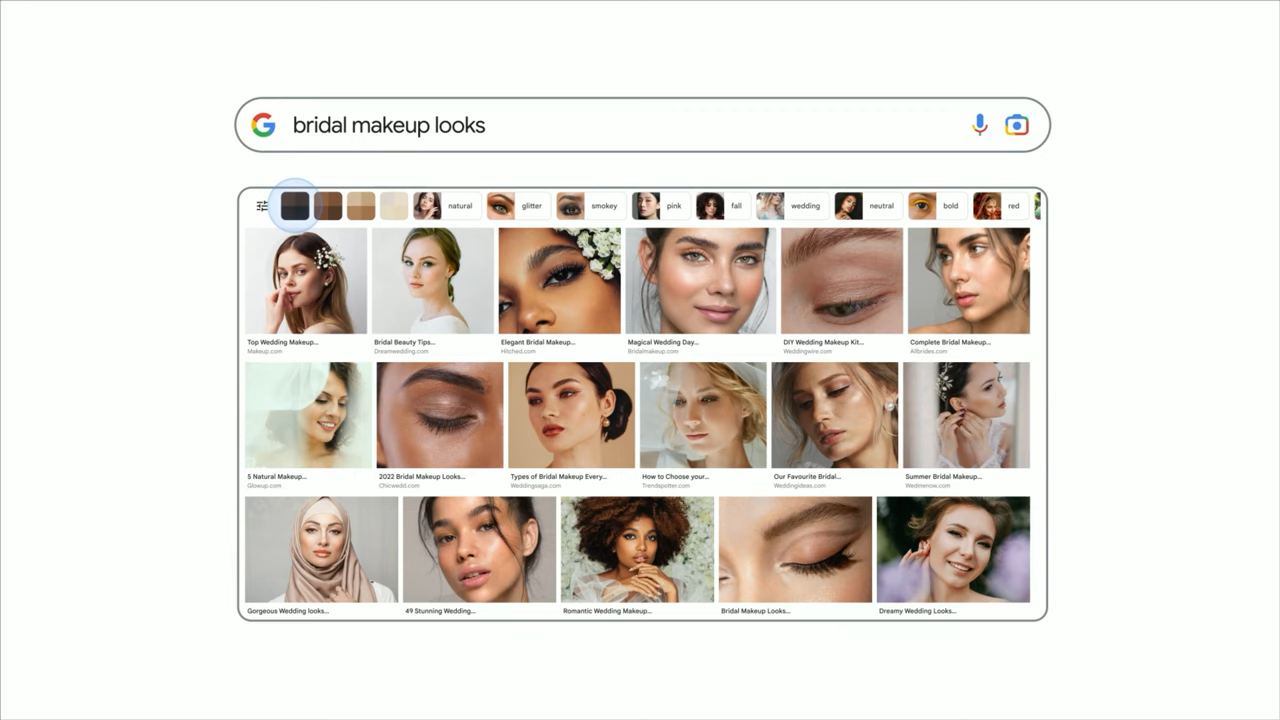 bridal makeup looks
natural glitter smokey pink fall wedding neutral bold red
Top Wedding Makeup... Bridal Beauty Tips... Elegant Bridal Makeup... Magical Wedding Day... DIY Wedding Makeup Kit... Complete Bridal Makeup...
Makeup.com Dreamwedding.com Hitched.com Bridalmakeup.com Weddingwire.com Allbrides.com
5 Natural Makeup... 2022 Bridal Makeup Looks... Types of Bridal Makeup Every... How to Choose your... Our Favourite Bridal... Summer Bridal Makeup...
Glowup.com Chicwedd.com Weddingsaga.com Trendspotter.com Weddingideas.com Wedmenow.com
Gorgeous Wedding looks... 49 Stunning Wedding... Romantic Wedding Makeup... Bridal Makeup Looks... Dreamy Wedding Looks...